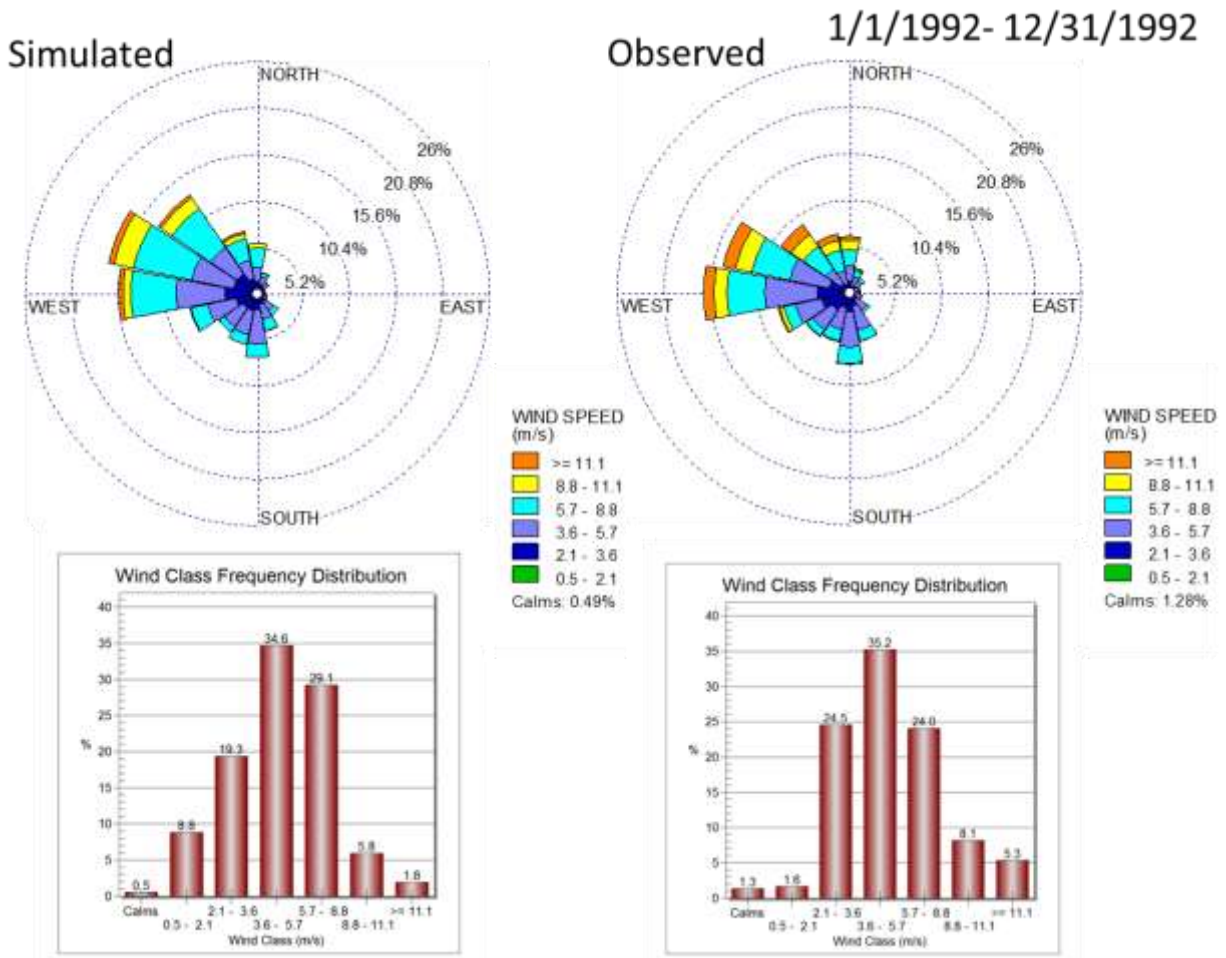 Simulated
Observed
1/1/1992- 12/31/1992
NORTH
26%
20.8%
15.6%
10.4%
5.2%
WEST
EAST
SOUTH
NORTH
26%
20.8%
15.6%
10.4%
5.2%
WEST
EAST
SOUTH
WIND SPEED
(m/s)
>= 11.1
8.8 - 11.1
5.7 - 8.8
3.6 - 5.7
2.1 - 3.6
0.5 - 2.1
Calms: 0.49%
WIND SPEED
(m/s)
>= 11.1
8.8 - 11.1
5.7 - 8.8
3.6 - 5.7
2.1 - 3.6
0.5 - 2.1
Calms: 1.28%
Wind Class Frequency Distribution
40
35
30
25
20
15
10
5
0
%
0.5
8.8
19.3
34.6
29.1
5.8
1.8
Calms
0.5 - 2.1
2.1 - 3.6
3.6 - 5.7
5.7 - 8.8
8.8 - 11.1
>= 11.1
Wind Class (m/s)
Wind Class Frequency Distribution
40
35
30
25
20
15
10
5
0
%
1.3
1.6
24.5
35.2
24.0
8.1
5.3
Calms
0.5 - 2.1
2.1 - 3.6
3.6 - 5.7
5.7 - 8.8
8.8 - 11.1
>= 11.1
Wind Class (m/s)